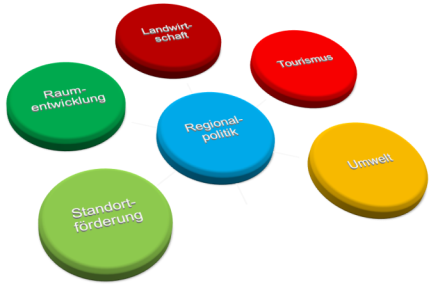 Landwirt-
schaft
Tourismus
Raum-
entwicklung
Regional-
politik
Umwelt
Standort-
förderung